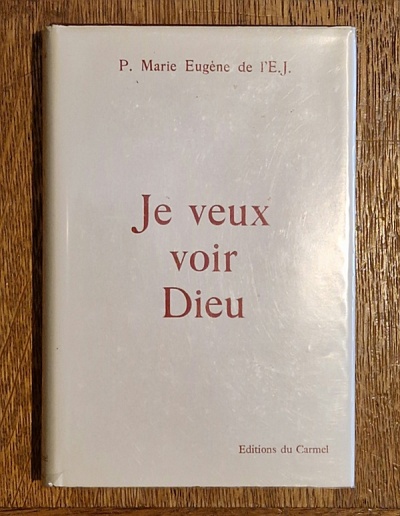 P. Marie Eugène de l'E.J.
Je veux
voir
Dieu
Editions du Carmel